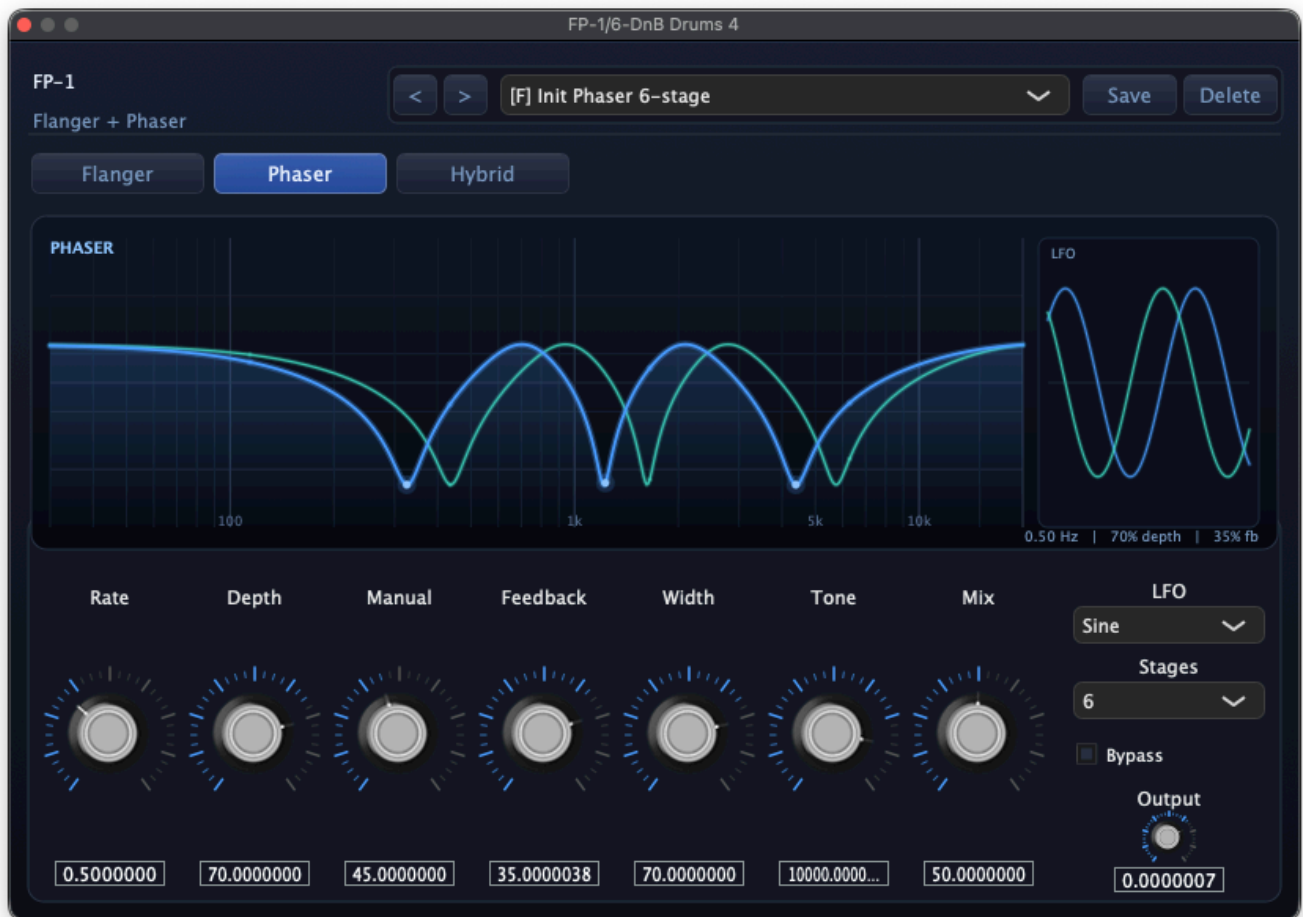 FP-1/6-DnB Drums 4
FP-1
Flanger + Phaser
< > [F] Init Phaser 6-stage Save Delete
Flanger Phaser Hybrid
PHASER
LFO
100 1k 5k 10k
0.50 Hz | 70% depth | 35% fb
Rate Depth Manual Feedback Width Tone Mix
LFO
Sine
Stages
6
Bypass
Output
0.5000000 70.0000000 45.0000000 35.0000038 70.0000000 10000.0000... 50.0000000
0.0000007